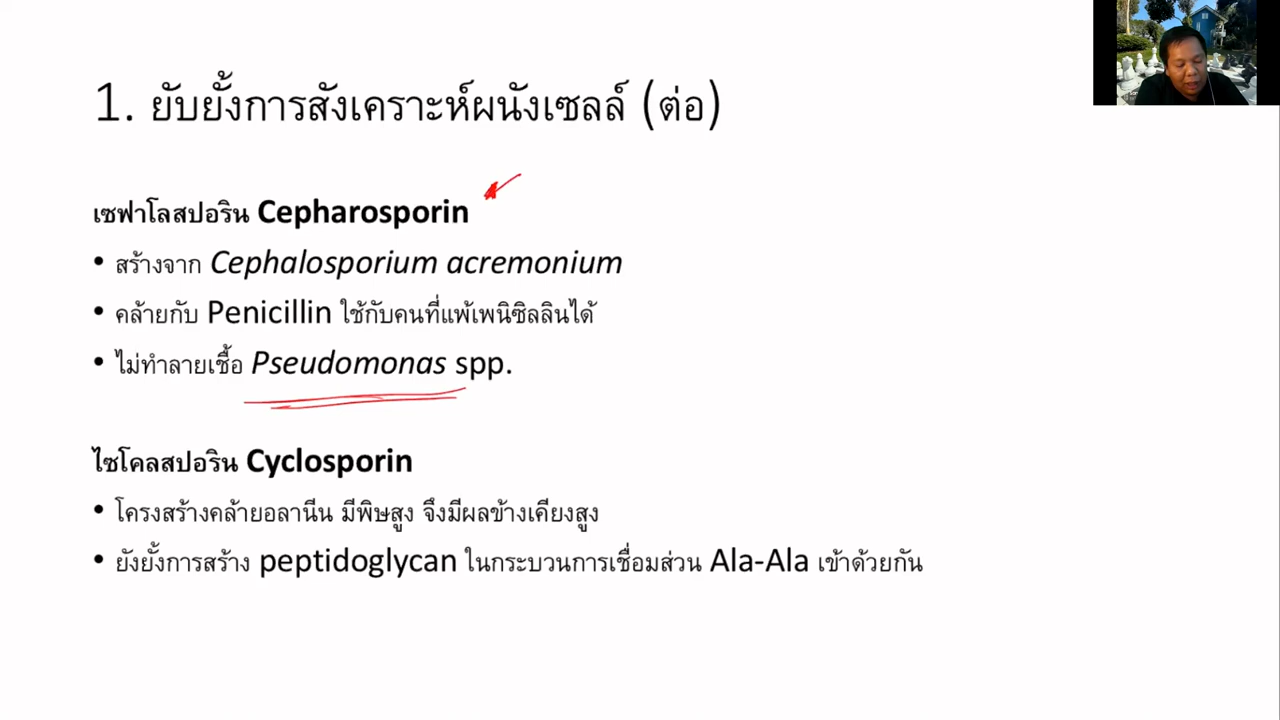 1. ยับยั้งการสังเคราะห์ผนังเซลล์ (ต่อ)
เซฟาโลสปอริน Cepharosporin
• สร้างจาก Cephalosporium acremonium
• คล้ายกับ Penicillin ใช้กับคนที่แพ้เพนิซิลลินได้
• ไม่ทำลายเชื้อ Pseudomonas spp.
ไซโคลสปอริน Cyclosporin
• โครงสร้างคล้ายอลานีน มีพิษสูง จึงมีผลข้างเคียงสูง
• ยังยั้งการสร้าง peptidoglycan ในกระบวนการเชื่อมส่วน Ala-Ala เข้าด้วยกัน